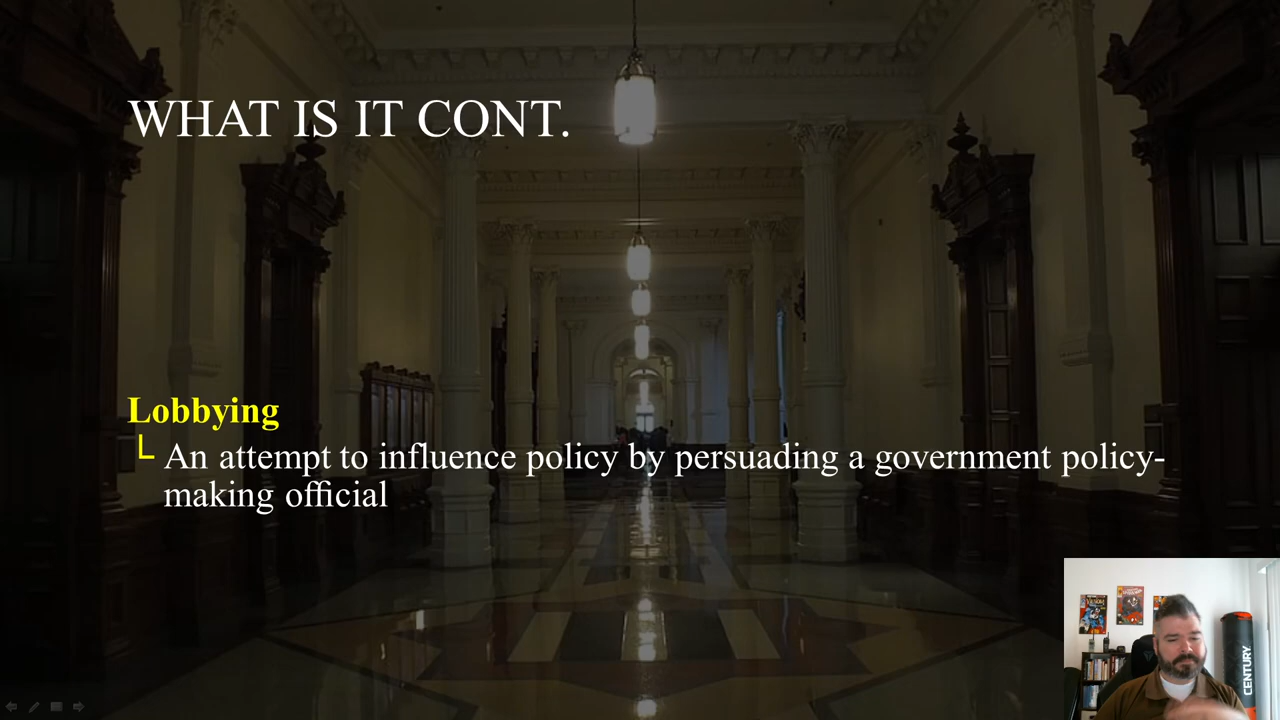 WHAT IS IT CONT.
Lobbying
An attempt to influence policy by persuading a government policy-
making official
CENTURY